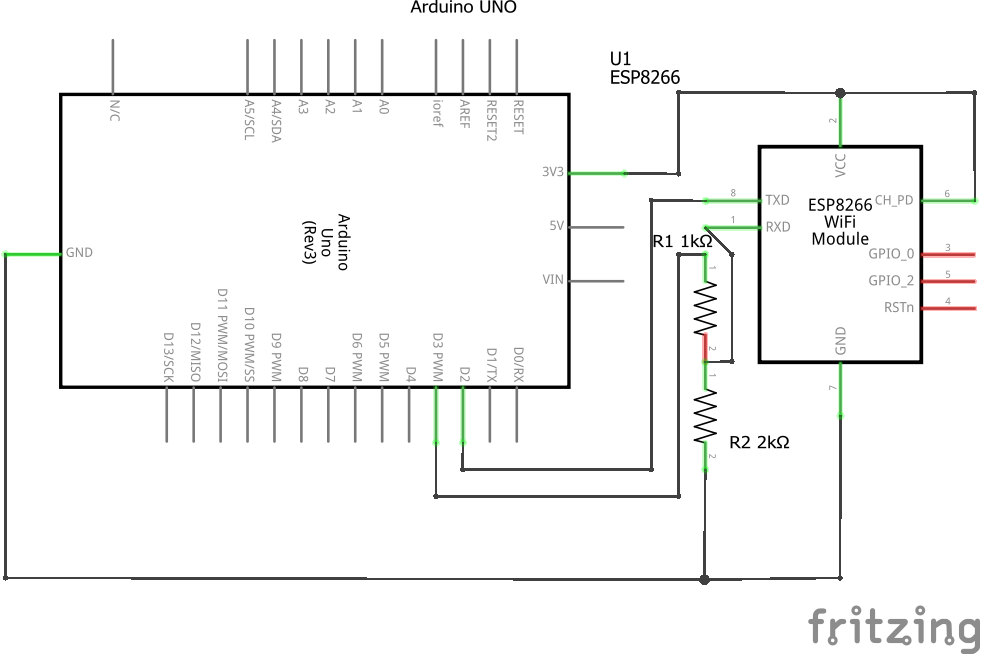 Arduino UNO
N/C
A5/SCL
A4/SDA
A3
A2
A1
A0
ioref
AREF
RESET2
RESET
U1
ESP8266
3V3
5V
VIN
GND
Arduino
Uno
(Rev3)
D13/SCK
D12/MISO
D11 PWM/MOSI
D10 PWM/SS
D9 PWM
D8
D7
D6 PWM
D5 PWM
D4
D3 PWM
D2
D1/TX
D0/RX
R1 1kΩ
1
2
1
2
R2 2kΩ
2
VCC
8
TXD
1
RXD
ESP8266
WiFi
Module
CH_PD
6
GPIO_0
3
GPIO_2
5
RSTn
4
GND
7
fritzing